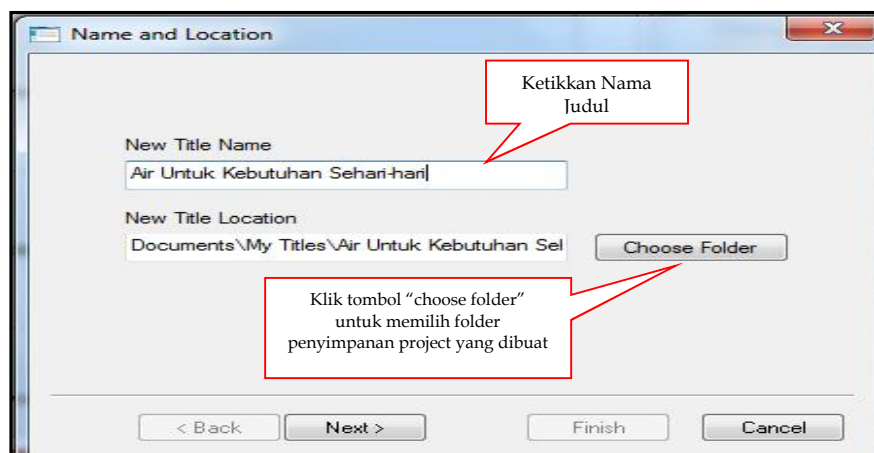 Name and Location
Ketikkan Nama
Judul
New Title Name
Air Untuk Kebutuhan Sehari-hari
New Title Location
Documents\My Titles\Air Untuk Kebutuhan Sel
Choose Folder
Klik tombol “choose folder”
untuk memilih folder
penyimpanan project yang dibuat
< Back
Next >
Finish
Cancel